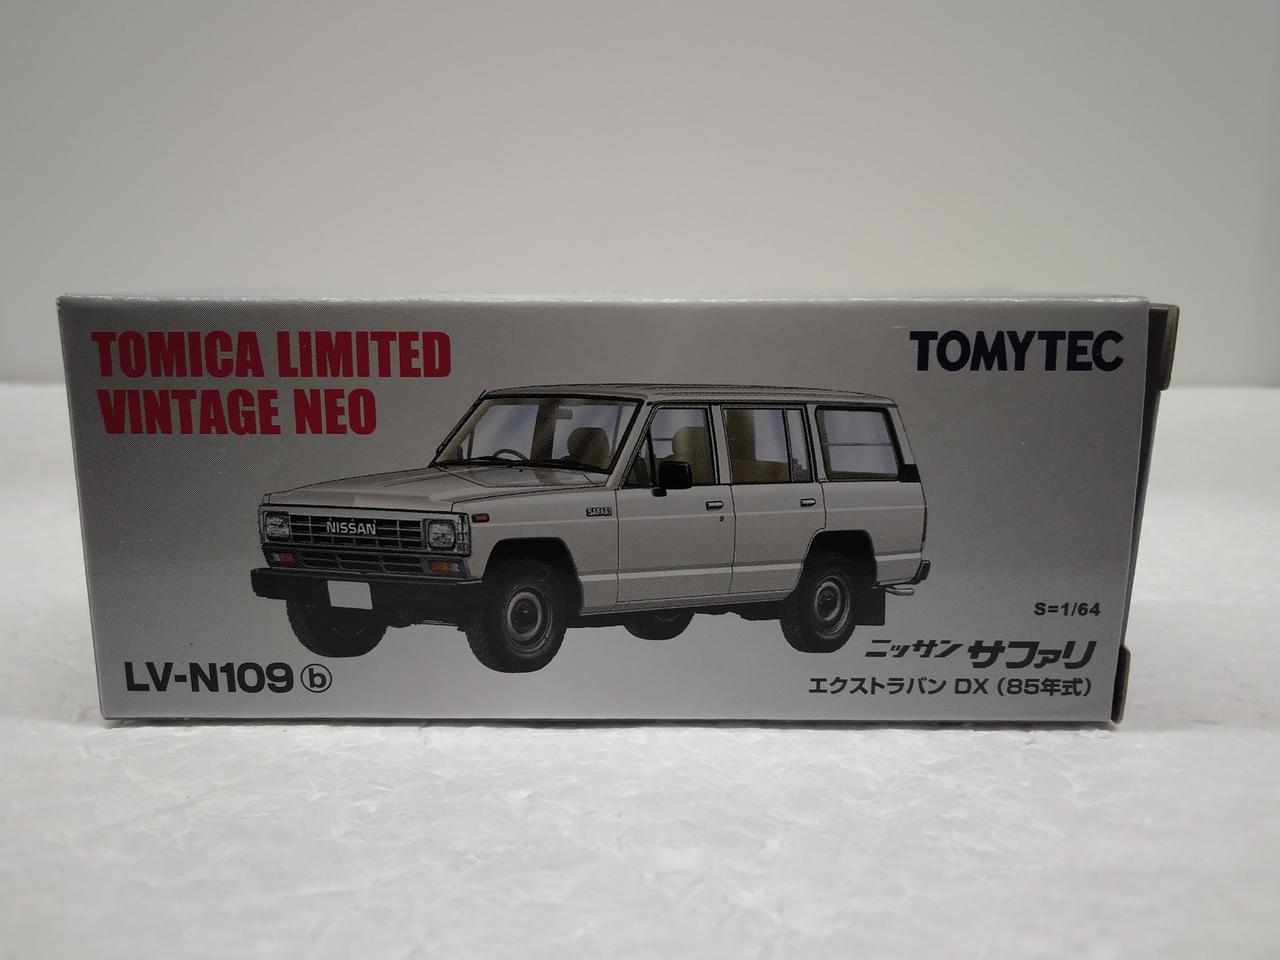 TOMICA LIMITED
VINTAGE NEO
TOMYTEC
NISSAN
SAFARI
S=1/64
LV-N109 ⓑ
ニッサン サファリ
エクストラバン DX (85年式)